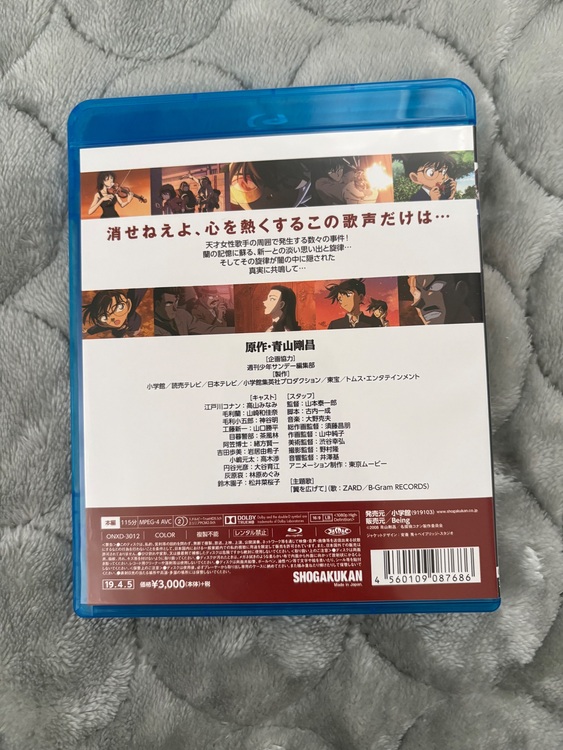 消せねえよ、心を熱くするこの歌声だけは…
天才女性歌手の周囲で発生する数々の事件!
蘭の記憶に蘇る、新一との淡い思い出と旋律…
そしてその旋律が闇の中に隠された
真実に共鳴して…
原作・青山剛昌
[企画協力]
週刊少年サンデー編集部
[製作]
小学館/読売テレビ/日本テレビ/小学館集英社プロダクション/東宝/トムス・エンタテインメント
[キャスト]
江戸川コナン:高山みなみ
毛利蘭:山崎和佳奈
毛利小五郎:神谷明
工藤新一:山口勝平
目暮警部:茶風林
阿笠博士:緒方賢一
吉田歩美:岩居由希子
小嶋元太:高木渉
円谷光彦:大谷育江
灰原哀:林原めぐみ
鈴木園子:松井菜桜子
[スタッフ]
監督:山本泰一郎
脚本:古内一成
音楽:大野克夫
総作画監督:須藤昌朋
作画監督:山中純子
美術監督:渋谷幸弘
撮影監督:野村隆
音響監督:井澤基
アニメーション制作:東京ムービー
[主題歌]
「翼を広げて」(歌:ZARD/B-Gram RECORDS)
本編 115分 MPEG-4 AVC 2
DOLBY
TRUEHD
16:9 LB
1080p High
Definition
発売元/小学館(919103) www.shogakukan.co.jp
販売元/Being
ONXD-3012 COLOR 複製不能 レンタル禁止
Blu-ray Disc
19.4.5 価格¥3,000(本体)+税
SHOGAKUKAN
Made in Japan
4 560109 087686